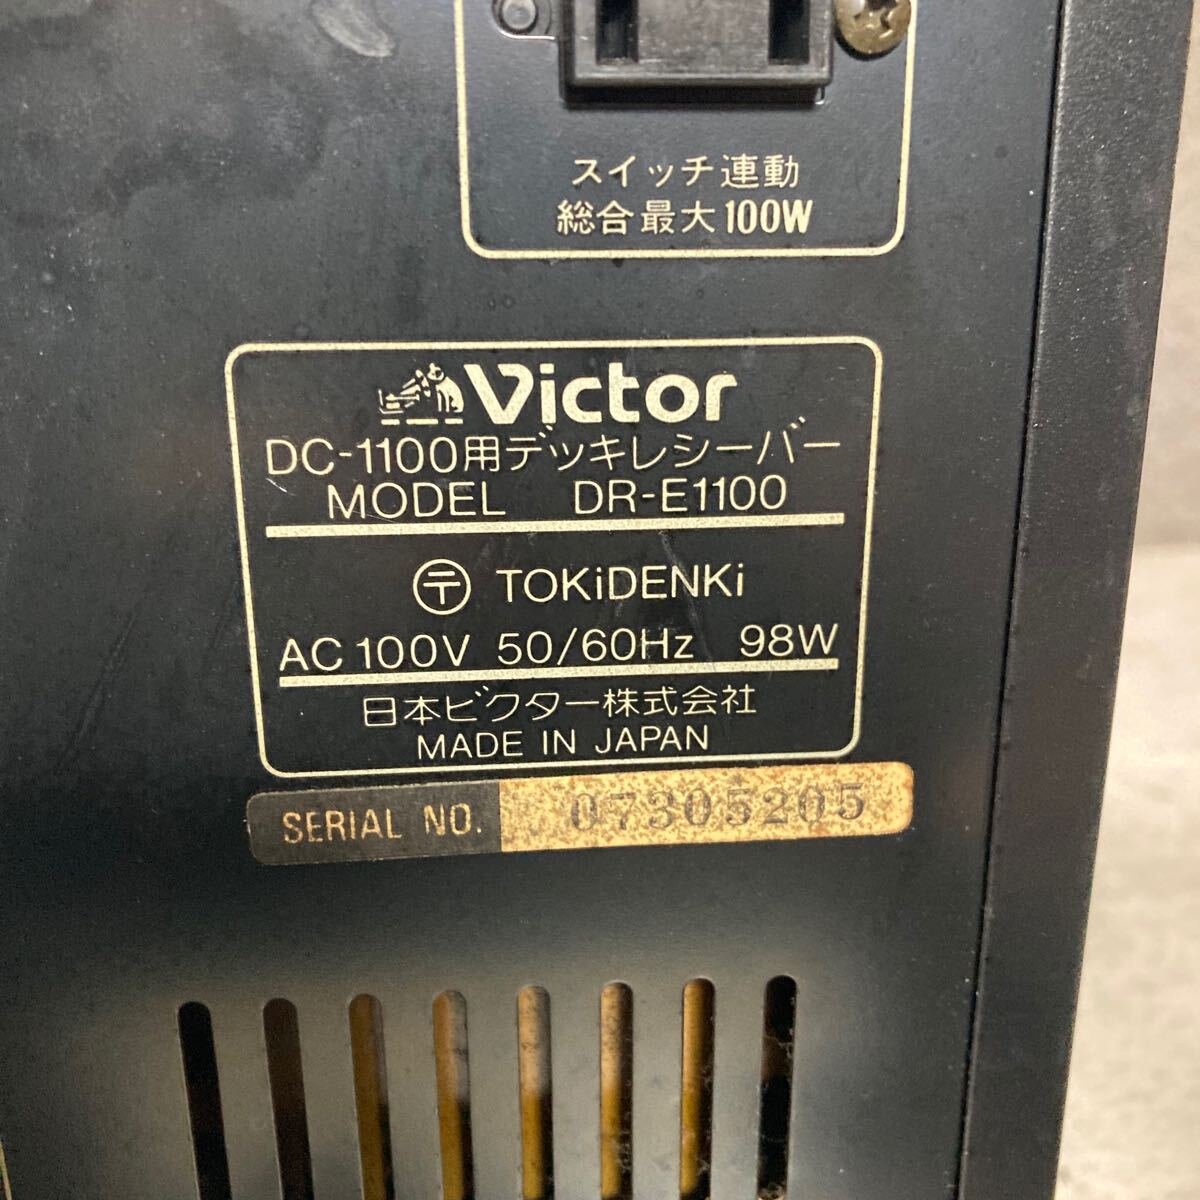 スイッチ連動
総合最大100W
Victor
DC-1100用デッキレシーバー
MODEL DR-E1100
〒 TOKiDENKi
AC 100V 50/60Hz 98W
日本ビクター株式会社
MADE IN JAPAN
SERIAL NO. 07305205